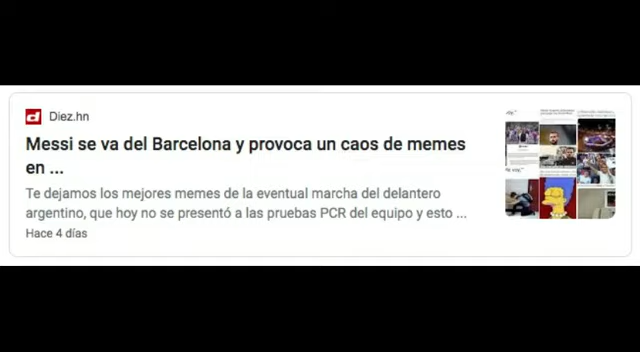 Diez.hn
Messi se va del Barcelona y provoca un caos de memes
en ...
Te dejamos los mejores memes de la eventual marcha del delantero
argentino, que hoy no se presentó a las pruebas PCR del equipo y esto ...
Hace 4 días